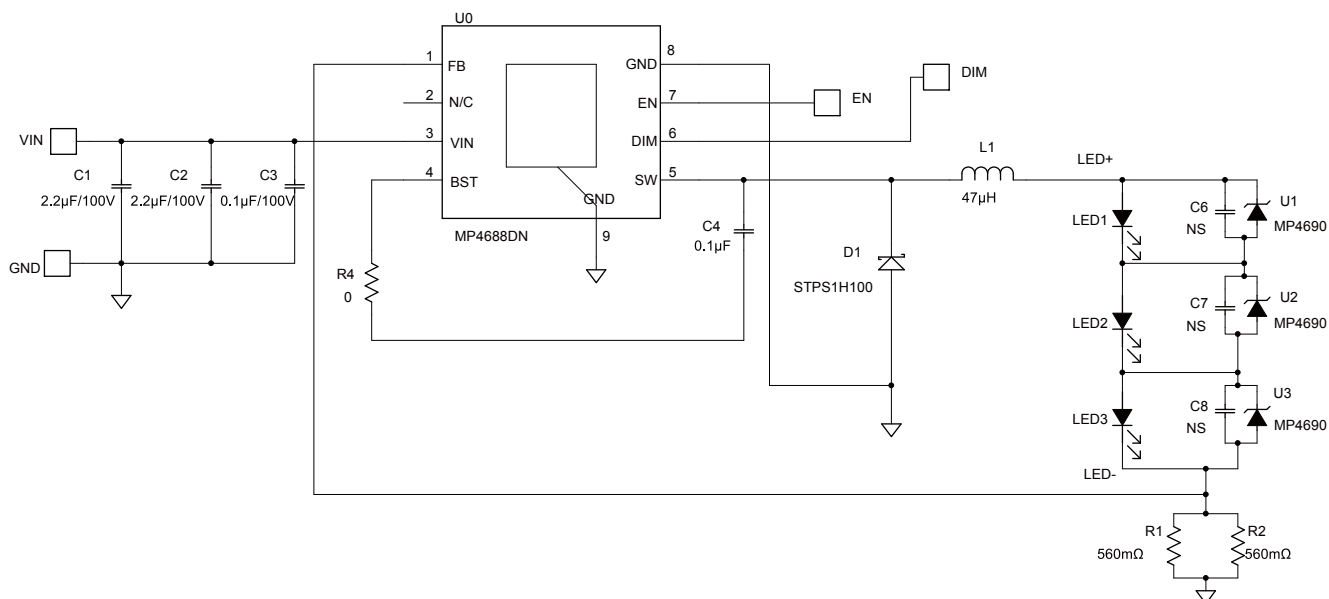 U0
1
FB
2
N/C
3
VIN
4
BST
8
GND
7
EN
6
DIM
5
SW
GND
9
MP4688DN
VIN
GND
C1
2.2µF/100V
C2
2.2µF/100V
C3
0.1µF/100V
R4
0
C4
0.1µF
D1
STPS1H100
EN
DIM
L1
47µH
LED+
LED1
C6
NS
U1
MP4690
LED2
C7
NS
U2
MP4690
LED3
C8
NS
U3
MP4690
LED-
R1
560mΩ
R2
560mΩ